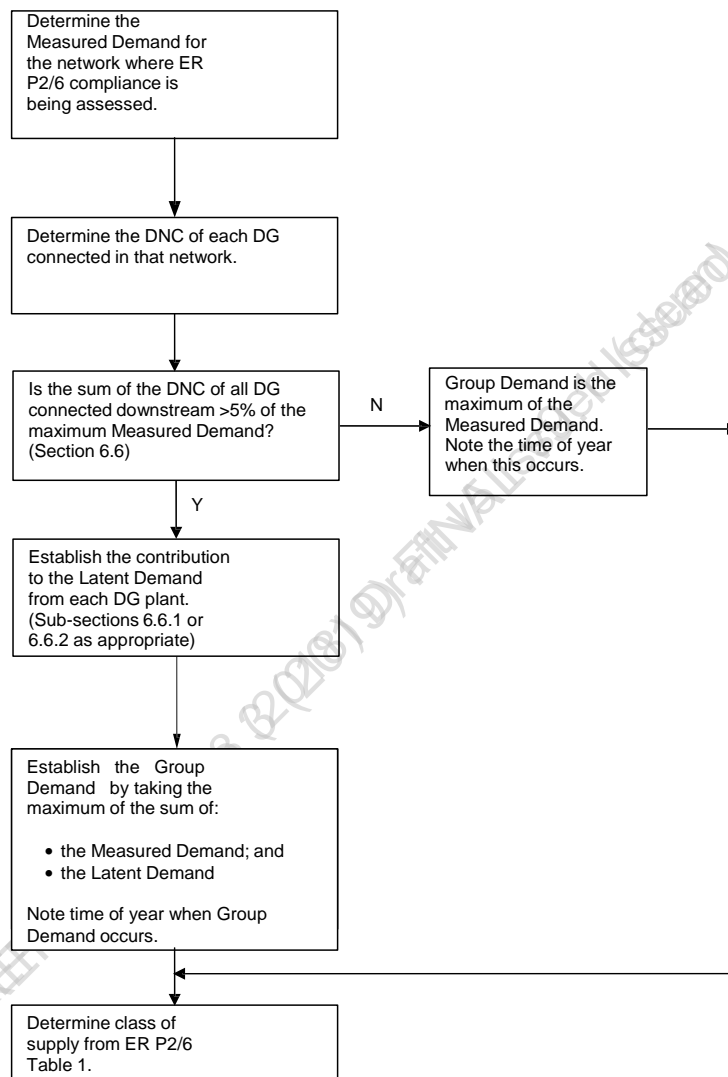 Determine the
Measured Demand for
the network where ER
P2/6 compliance is
being assessed.
Determine the DNC of each DG
connected in that network.
Is the sum of the DNC of all DG
connected downstream >5% of the
maximum Measured Demand?
(Section 6.6)
N
Group Demand is the
maximum of the
Measured Demand.
Note the time of year
when this occurs.
Y
Establish the contribution
to the Latent Demand
from each DG plant.
(Sub-sections 6.6.1 or
6.6.2 as appropriate)
Establish the Group
Demand by taking the
maximum of the sum of:
• the Measured Demand; and
• the Latent Demand
Note time of year when Group
Demand occurs.
Determine class of
supply from ER P2/6
Table 1.